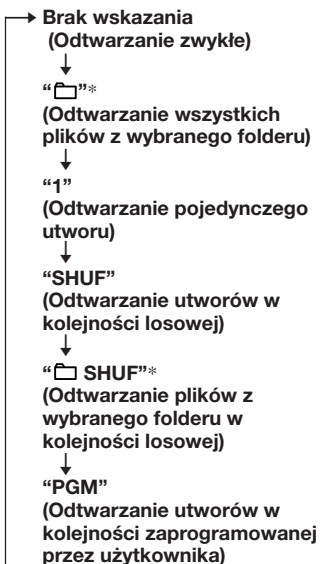 Brak wskazania
(Odtwarzanie zwykłe)
“”*
(Odtwarzanie wszystkich
plików z wybranego folderu)
“1”
(Odtwarzanie pojedynczego
utworu)
“SHUF”
(Odtwarzanie utworów w
kolejności losowej)
“ SHUF”*
(Odtwarzanie plików z
wybranego folderu w
kolejności losowej)
“PGM”
(Odtwarzanie utworów w
kolejności zaprogramowanej
przez użytkownika)